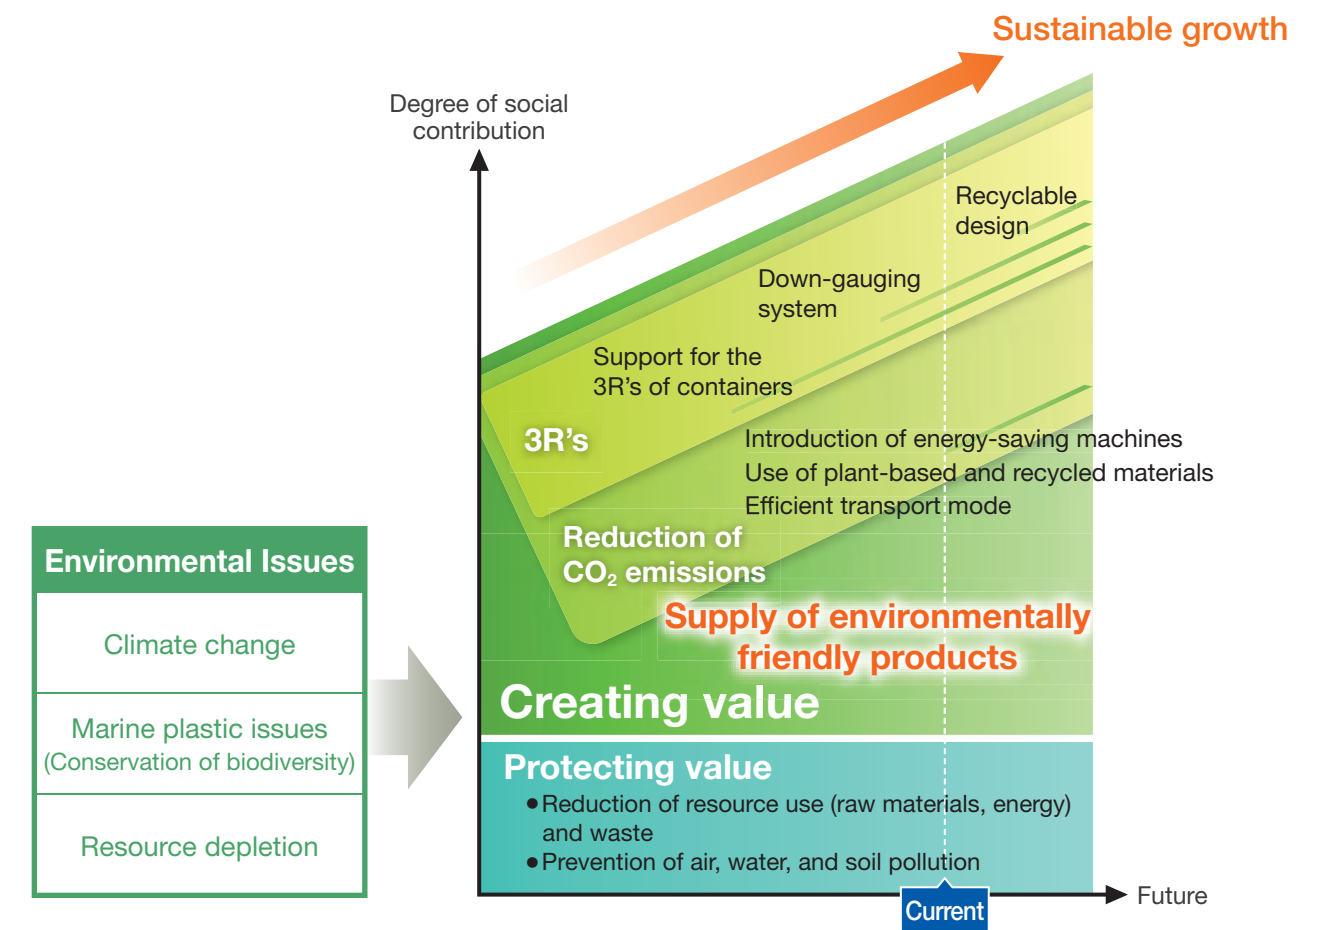 Sustainable growth
Degree of social
contribution
Recyclable
design
Down-gauging
system
Support for the
3R’s of containers
3R’s
Introduction of energy-saving machines
Use of plant-based and recycled materials
Efficient transport mode
Reduction of
CO₂ emissions
Supply of environmentally
friendly products
Creating value
Environmental Issues
Climate change
Marine plastic issues
(Conservation of biodiversity)
Resource depletion
Protecting value
●Reduction of resource use (raw materials, energy)
and waste
●Prevention of air, water, and soil pollution
Current
Future